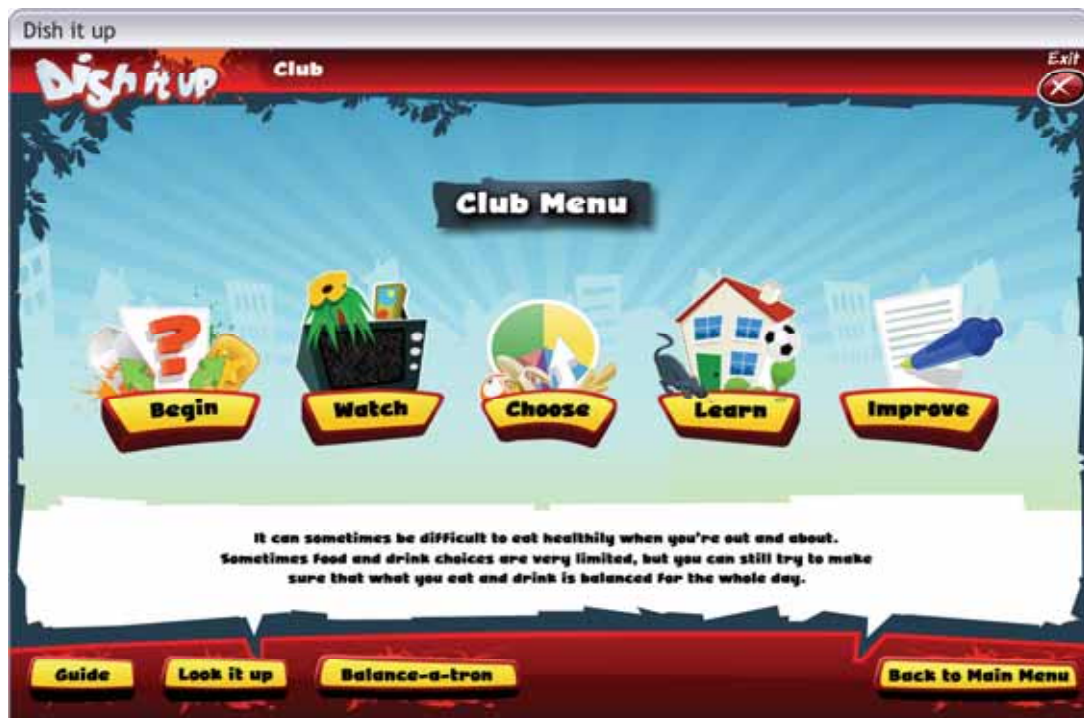 Dish it up
Dish it up
Club
Exit
Club Menu
?
Begin
Watch
Choose
Learn
Improve
It can sometimes be difficult to eat healthily when you're out and about.
Sometimes food and drink choices are very limited, but you can still try to make
sure that what you eat and drink is balanced for the whole day.
Guide
Look it up
Balance-a-tron
Back to Main Menu